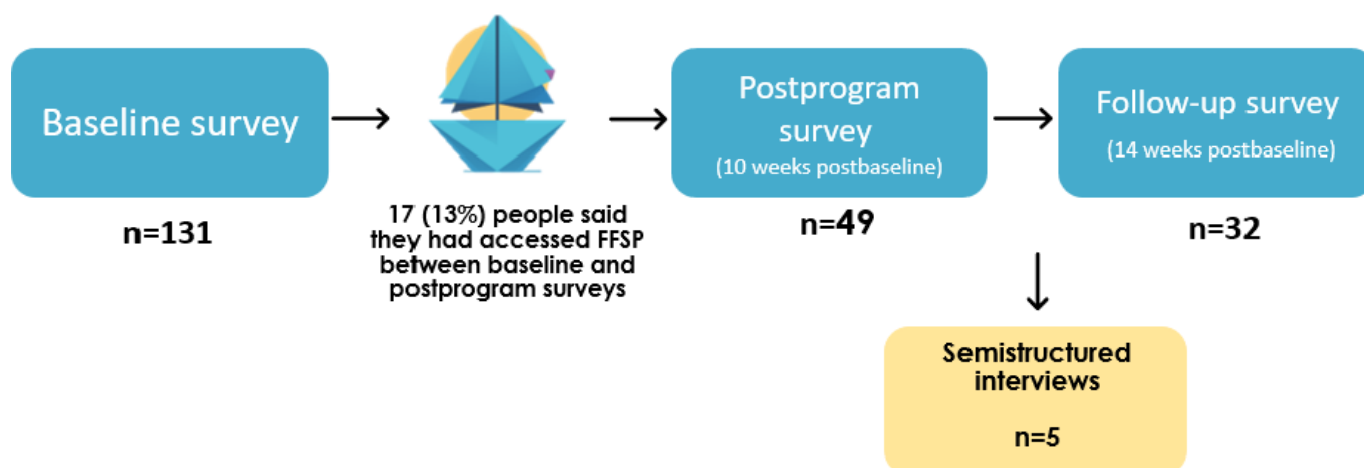 Baseline survey
n=131
17 (13%) people said
they had accessed FFSP
between baseline and
postprogram surveys
Postprogram
survey
(10 weeks postbaseline)
n=49
Follow-up survey
(14 weeks postbaseline)
n=32
Semistructured
interviews
n=5